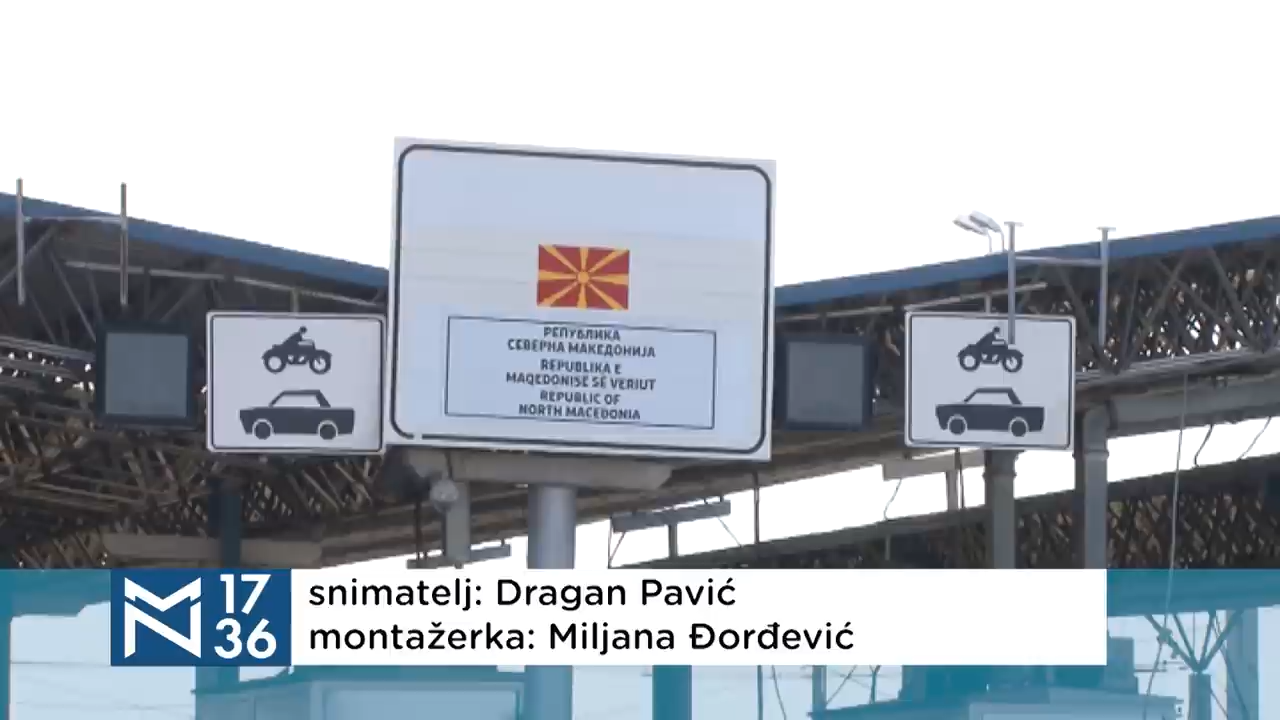 РЕПУБЛИКА
СЕВЕРНА МАКЕДОНИЈА
REPUBLIKA E
MAQEDONISË SË VERIUT
REPUBLIC OF
NORTH MACEDONIA
17
36
snimatelj: Dragan Pavić
montažerka: Miljana Đorđević